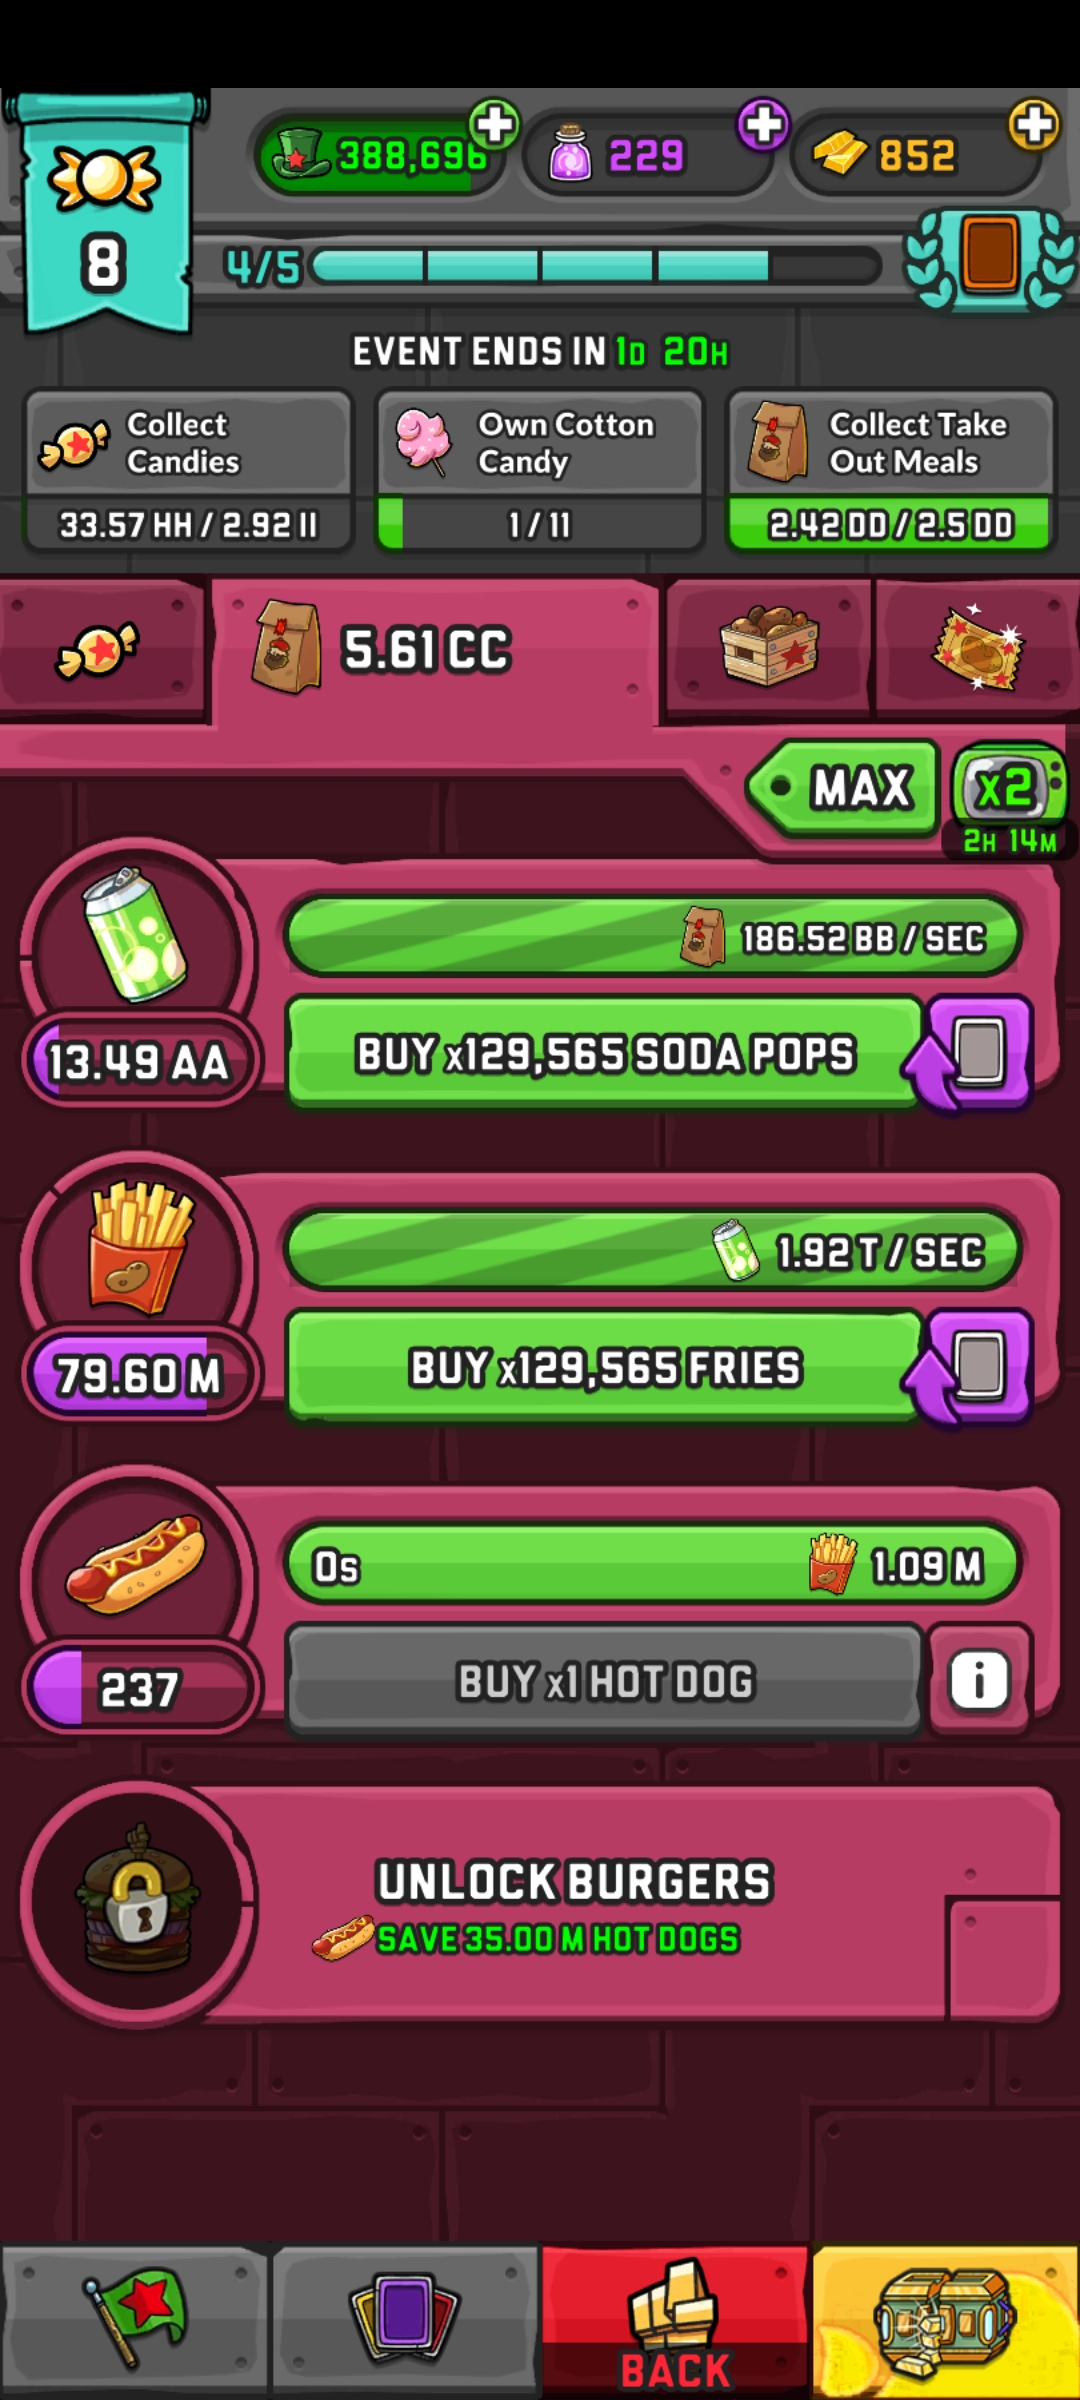 388,696
229
852
8
4/5
EVENT ENDS IN 1D 20H
Collect
Candies
33.57 HH / 2.92 II
Own Cotton
Candy
1 / 11
Collect Take
Out Meals
2.42 DD / 2.5 DD
5.61 CC
MAX
x2
2H 14M
186.52 BB / SEC
13.49 AA
BUY x129,565 SODA POPS
1.92 T / SEC
79.60 M
BUY x129,565 FRIES
0s
1.09 M
237
BUY x1 HOT DOG
i
UNLOCK BURGERS
SAVE 35.00 M HOT DOGS
BACK